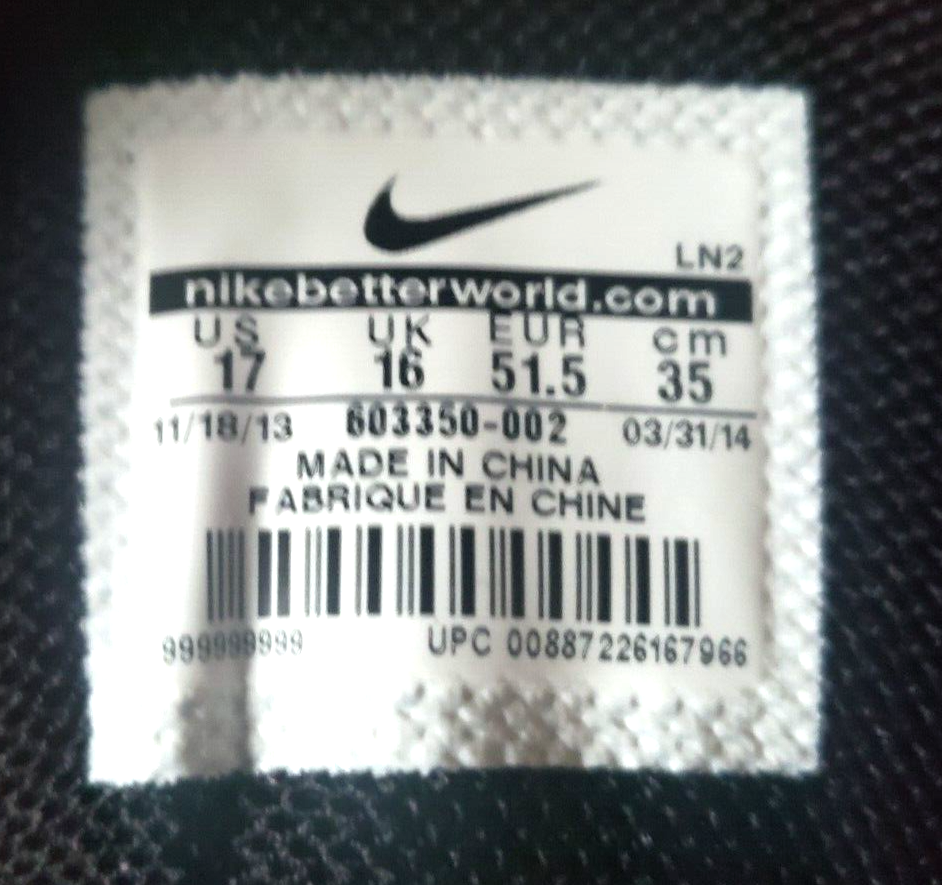 LN2
nikebetterworld.com
US UK EUR cm
17 16 51.5 35
11/18/13 603350-002 03/31/14
MADE IN CHINA
FABRIQUE EN CHINE
999999999 UPC 00887226167966